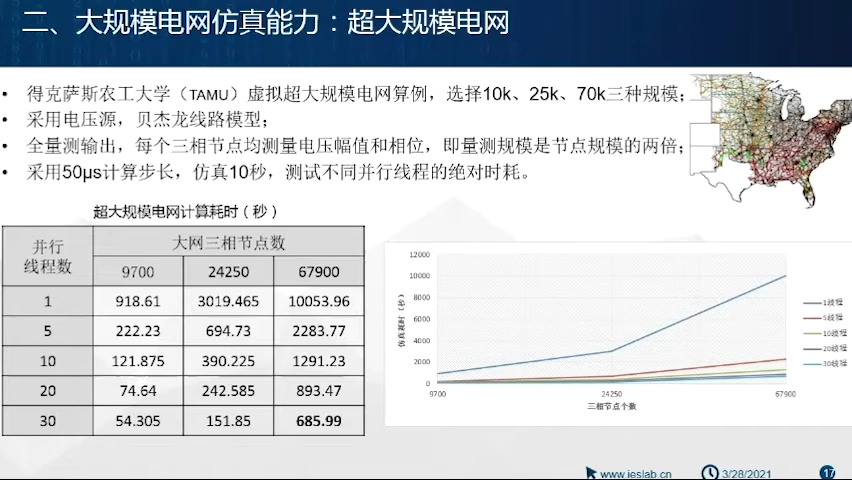 二、大规模电网仿真能力：超大规模电网
• 得克萨斯农工大学（TAMU）虚拟超大规模电网算例，选择10k、25k、70k三种规模；
• 采用电压源，贝杰龙线路模型；
• 全量测输出，每个三相节点均测量电压幅值和相位，即量测规模是节点规模的两倍；
• 采用50μs计算步长，仿真10秒，测试不同并行线程的绝对时耗。
超大规模电网计算耗时（秒）
并行线程数 大网三相节点数
9700 24250 67900
1 918.61 3019.465 10053.96
5 222.23 694.73 2283.77
10 121.875 390.225 1291.23
20 74.64 242.585 893.47
30 54.305 151.85 685.99
12000
10000
8000
6000
4000
2000
0
仿真耗时（秒）
9700 24250 67900
三相节点个数
1线程
5线程
10线程
20线程
30线程
www.ieslab.cn 3/28/2021 17